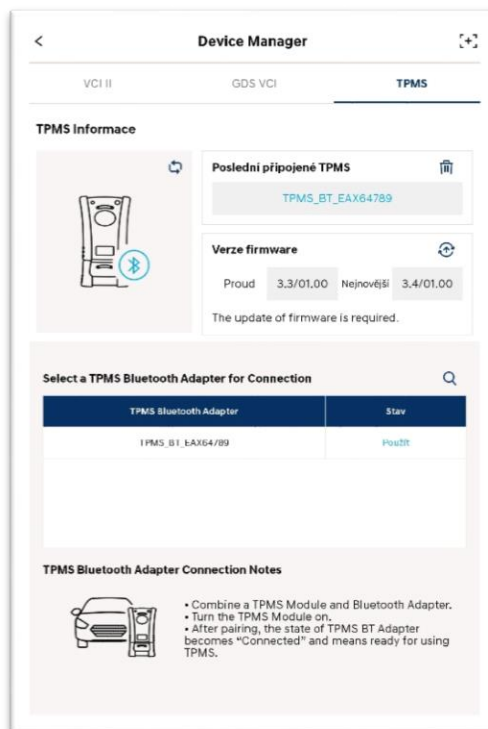 Device Manager
VCI II
GDS VCI
TPMS
TPMS Informace
Poslední připojené TPMS
TPMS_BT_EAX64789
Verze firmware
Proud 3.3/01.00 Nejnovější 3.4/01.00
The update of firmware is required.
Select a TPMS Bluetooth Adapter for Connection
TPMS Bluetooth Adapter Stav
TPMS_BT_EAX64789 Použít
TPMS Bluetooth Adapter Connection Notes
• Combine a TPMS Module and Bluetooth Adapter.
• Turn the TPMS Module on.
• After pairing, the state of TPMS BT Adapter
becomes “Connected” and means ready for using
TPMS.